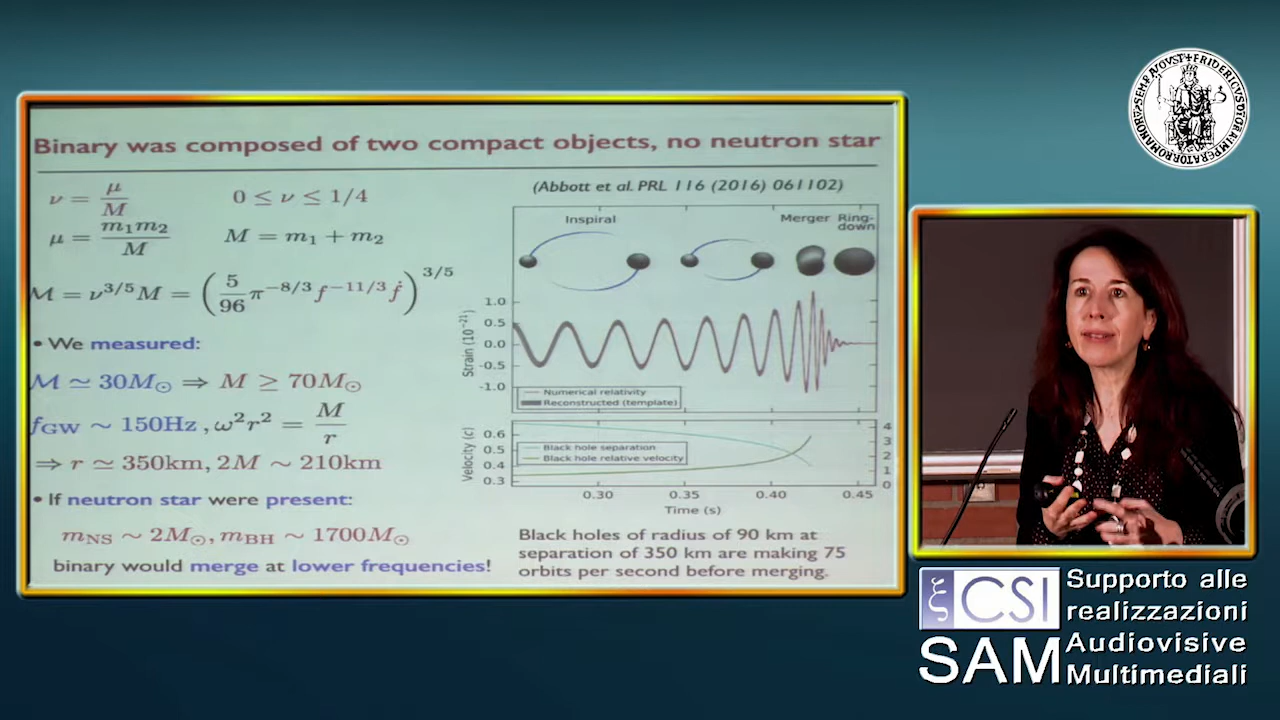 Binary was composed of two compact objects, no neutron star
ν = μ/M 0 ≤ ν ≤ 1/4
μ = m₁m₂/M M = m₁ + m₂
ℳ = ν^{3/5}M = (5/96 π^{-8/3} f^{-11/3} ḟ)^{3/5}
• We measured:
ℳ ≃ 30M⊙ ⇒ M ≥ 70M⊙
f_GW ~ 150Hz , ω²r² = M/r
⇒ r ≃ 350km, 2M ~ 210km
• If neutron star were present:
m_NS ~ 2M⊙, m_BH ~ 1700M⊙
binary would merge at lower frequencies!
(Abbott et al. PRL 116 (2016) 061102)
Inspiral Merger Ring-
down
Strain (10⁻²¹)
1.0
0.5
0.0
-0.5
-1.0
Numerical relativity
Reconstructed (template)
Velocity (c)
0.6
0.5
0.4
0.3
Black hole separation
Black hole relative velocity
4
3
2
1
0
0.30 0.35 0.40 0.45
Time (s)
Black holes of radius of 90 km at
separation of 350 km are making 75
orbits per second before merging.
ξ CSI
SAM
Supporto alle
realizzazioni
Audiovisive
Multimediali